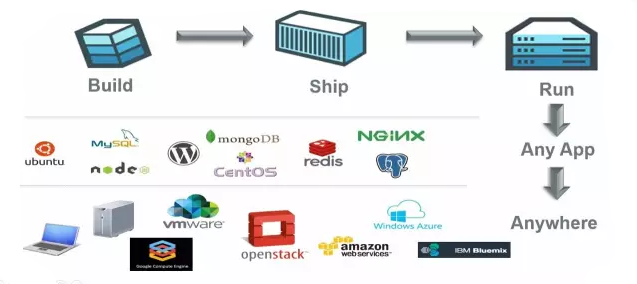 Build
Ship
Run
ubuntu
MySQL
node
WordPress
mongoDB
CentOS
redis
NGINX
Any App
vmware
Google Compute Engine
openstack
amazon
web services
Windows Azure
IBM Bluemix
Anywhere